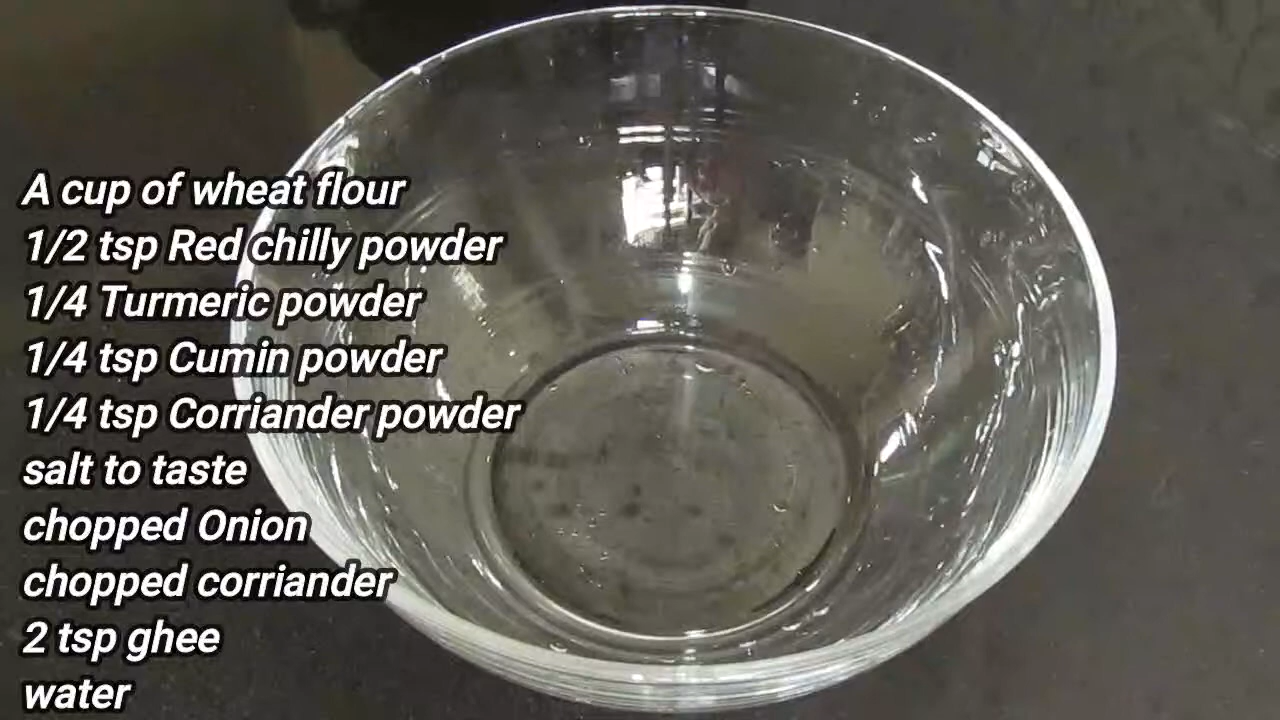 A cup of wheat flour
1/2 tsp Red chilly powder
1/4 Turmeric powder
1/4 tsp Cumin powder
1/4 tsp Corriander powder
salt to taste
chopped Onion
chopped corriander
2 tsp ghee
water